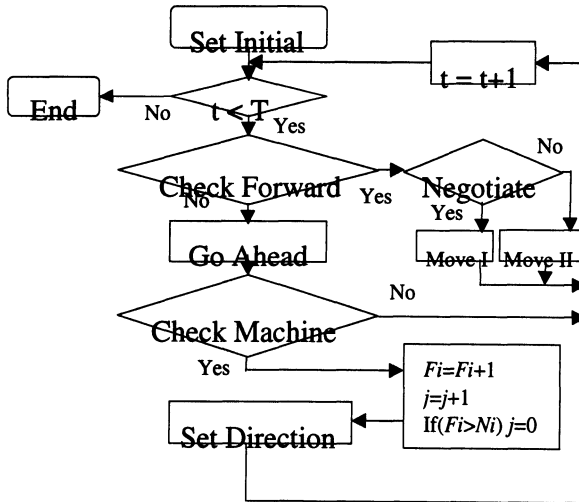 Set Initial
t = t+1
End
No
t < T
Yes
No
Check Forward
Yes
Negotiate
No
Yes
Go Ahead
Move I
Move II
No
Check Machine
Yes
Fi=Fi+1
j=j+1
If(Fi>Ni) j=0
Set Direction